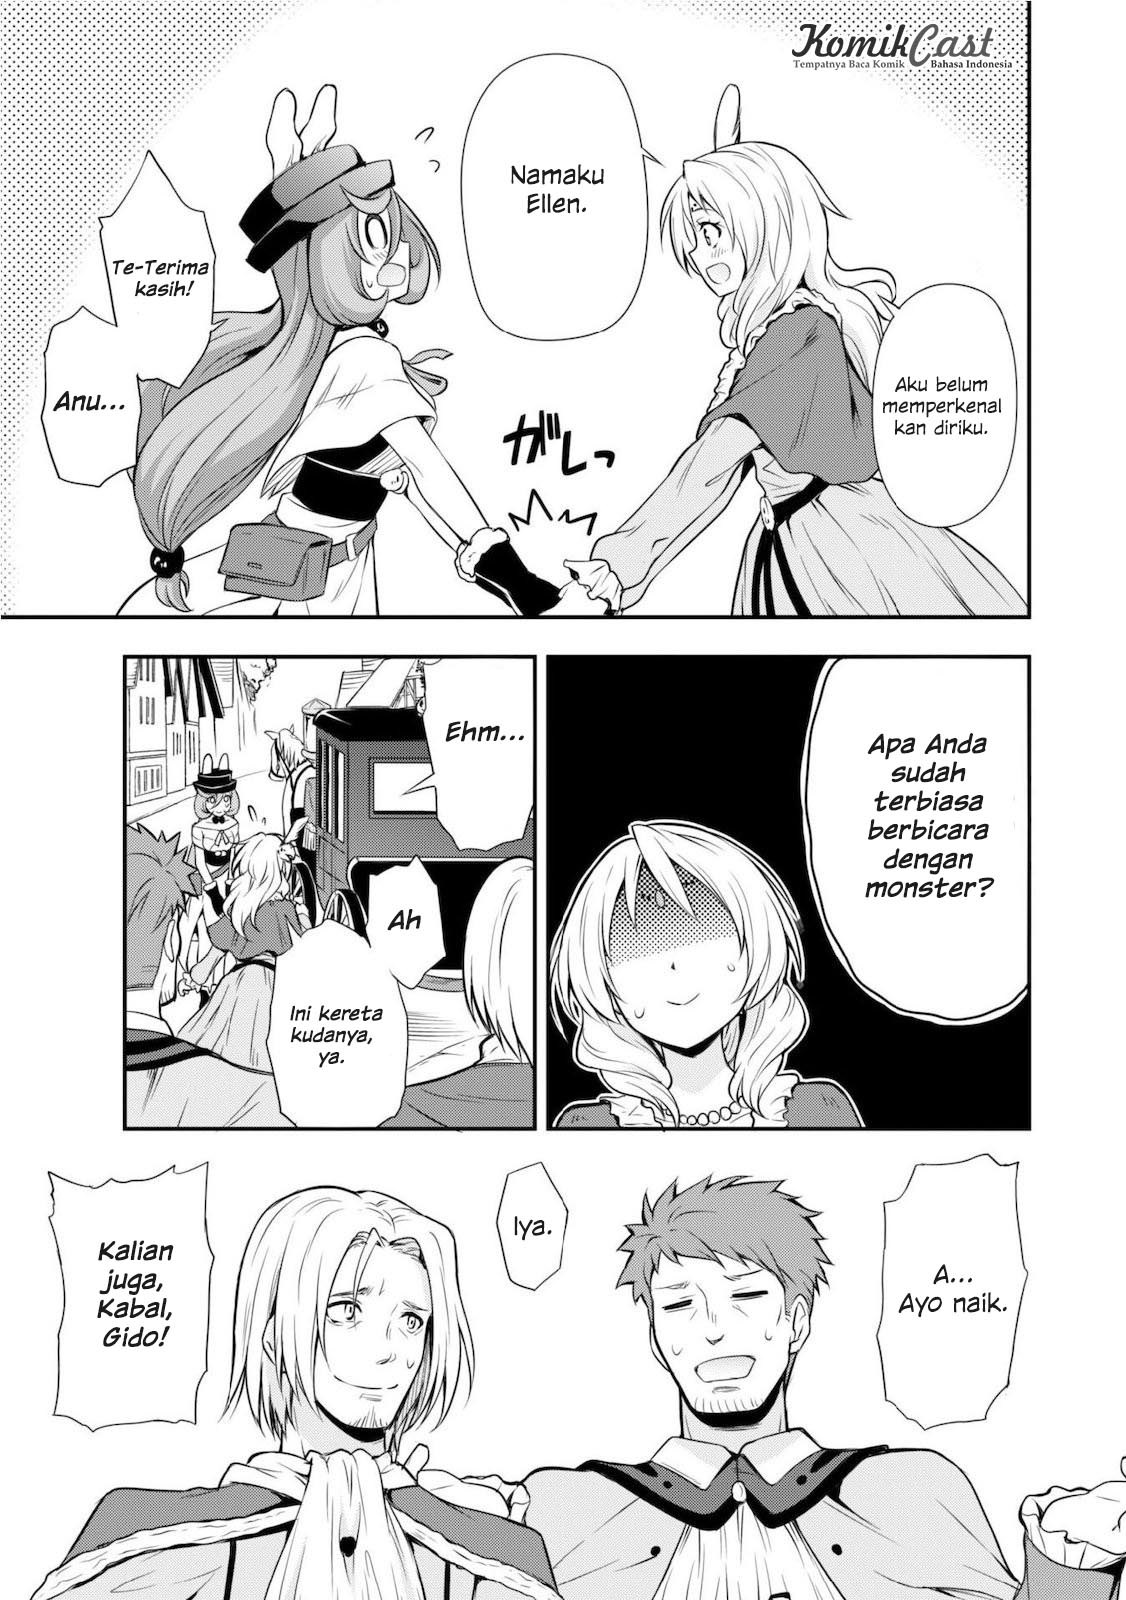 KomikCast
Tempatnya Baca Komik Bahasa Indonesia
Namaku
Ellen.
Aku belum
memperkenal
kan diriku.
Te-Terima
kasih!
Anu...
ガしっ
Apa Anda
sudah
terbiasa
berbicara
dengan
monster?
Ehm...
Ah
Ini kereta
kudanya,
ya.
A...
Ayo naik.
Iya.
Kalian
juga,
Kabal,
Gido!